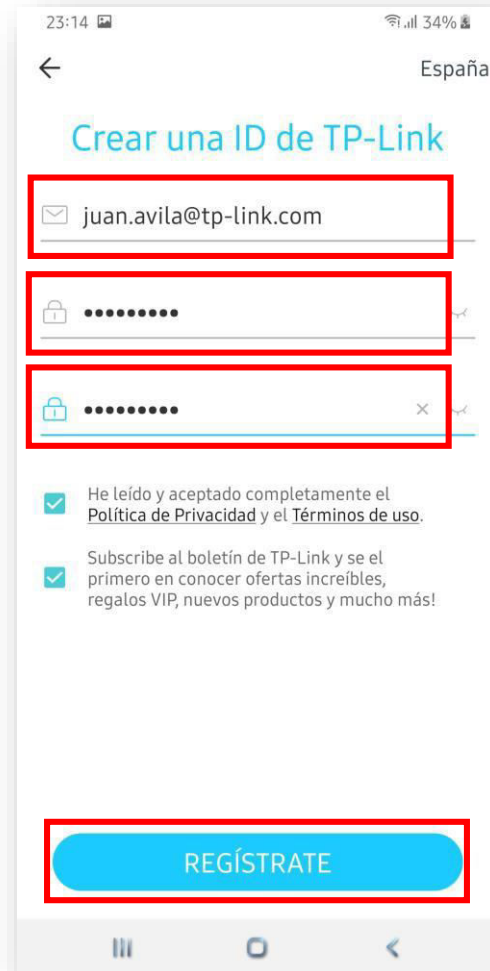 23:14 34%
España
Crear una ID de TP-Link
juan.avila@tp-link.com
•••••••••
•••••••••
He leído y aceptado completamente el
Política de Privacidad y el Términos de uso.
Subscribe al boletín de TP-Link y se el
primero en conocer ofertas increíbles,
regalos VIP, nuevos productos y mucho más!
REGÍSTRATE